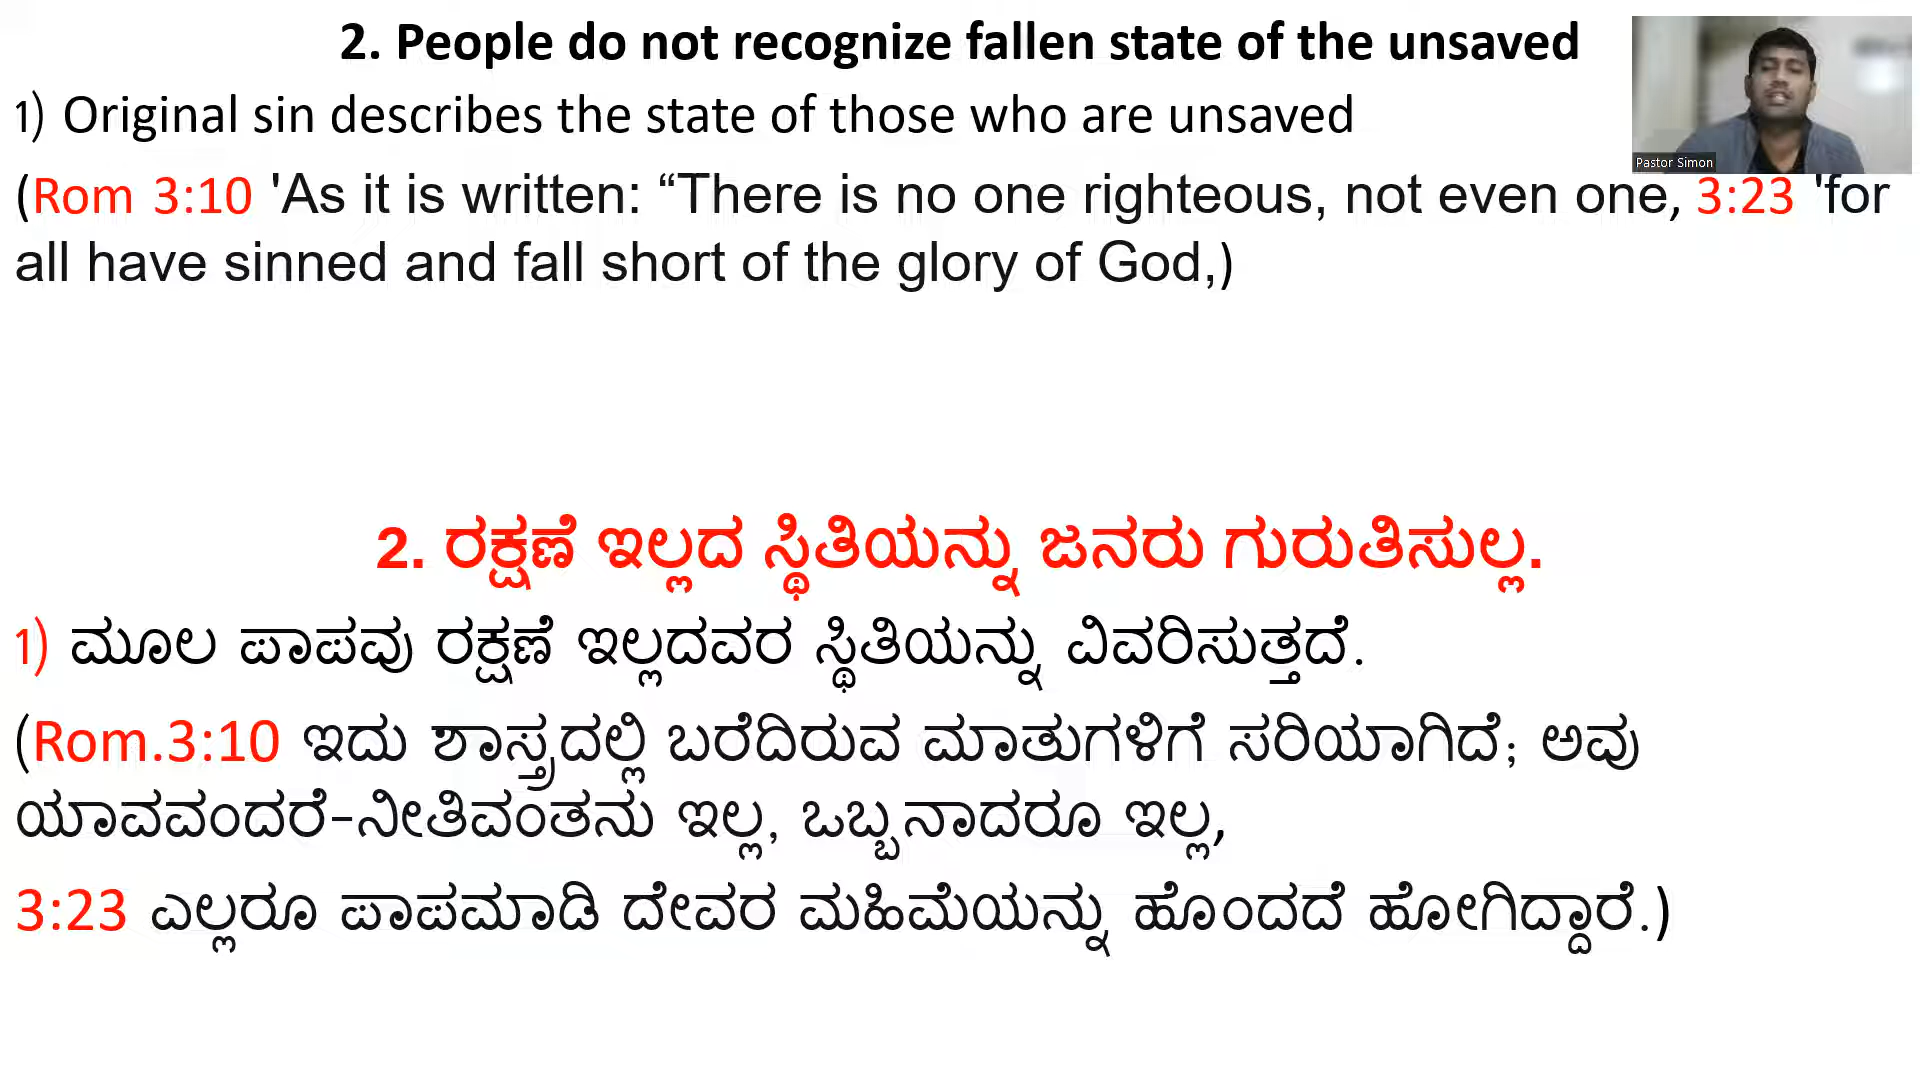 2. People do not recognize fallen state of the unsaved
1) Original sin describes the state of those who are unsaved
Pastor Simon
(Rom 3:10 'As it is written: “There is no one righteous, not even one, 3:23 'for
all have sinned and fall short of the glory of God,)
2. ರಕ್ಷಣೆ ಇಲ್ಲದ ಸ್ಥಿತಿಯನ್ನು ಜನರು ಗುರುತಿಸುಲ್ಲ.
1) ಮೂಲ ಪಾಪವು ರಕ್ಷಣೆ ಇಲ್ಲದವರ ಸ್ಥಿತಿಯನ್ನು ವಿವರಿಸುತ್ತದೆ.
(Rom.3:10 ಇದು ಶಾಸ್ತ್ರದಲ್ಲಿ ಬರೆದಿರುವ ಮಾತುಗಳಿಗೆ ಸರಿಯಾಗಿದೆ; ಅವು
ಯಾವವಂದರೆ-ನೀತಿವಂತನು ಇಲ್ಲ, ಒಬ್ಬನಾದರೂ ಇಲ್ಲ,
3:23 ಎಲ್ಲರೂ ಪಾಪಮಾಡಿ ದೇವರ ಮಹಿಮೆಯನ್ನು ಹೊಂದದೆ ಹೋಗಿದ್ದಾರೆ.)